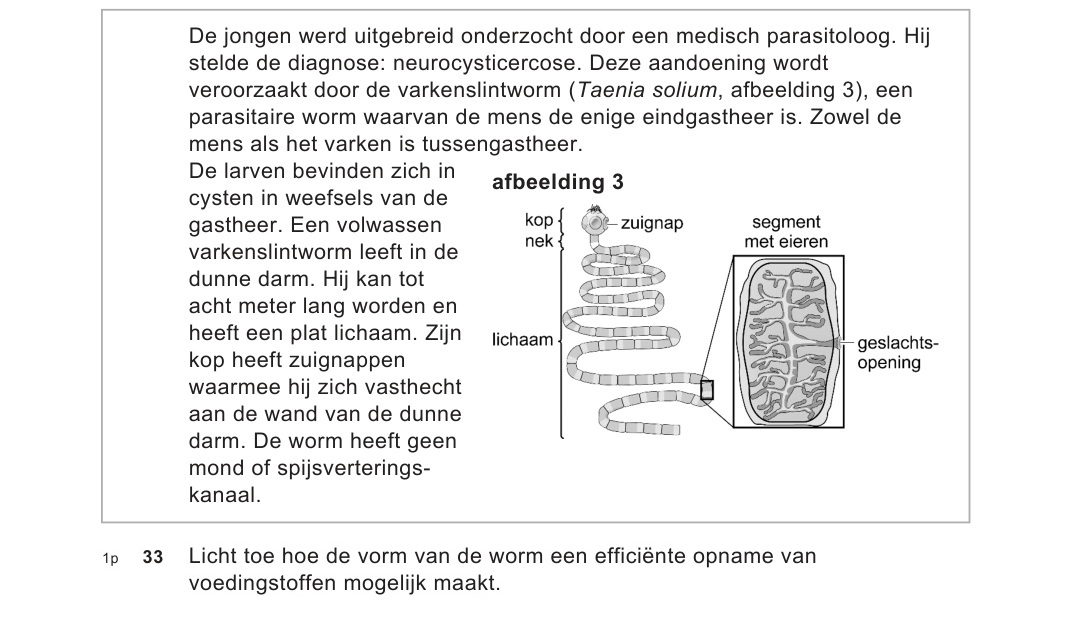 De jongen werd uitgebreid onderzocht door een medisch parasitoloog. Hij
stelde de diagnose: neurocysticercose. Deze aandoening wordt
veroorzaakt door de varkenslintworm (Taenia solium, afbeelding 3), een
parasitaire worm waarvan de mens de enige eindgastheer is. Zowel de
mens als het varken is tussengastheer.
De larven bevinden zich in
cysten in weefsels van de
gastheer. Een volwassen
varkenslintworm leeft in de
dunne darm. Hij kan tot
acht meter lang worden en
heeft een plat lichaam. Zijn
kop heeft zuignappen
waarmee hij zich vasthecht
aan de wand van de dunne
darm. De worm heeft geen
mond of spijsverterings-
kanaal.
afbeelding 3
kop
zuignap
nek
lichaam
segment
met eieren
geslachts-
opening
1p 33 Licht toe hoe de vorm van de worm een efficiënte opname van
voedingstoffen mogelijk maakt.